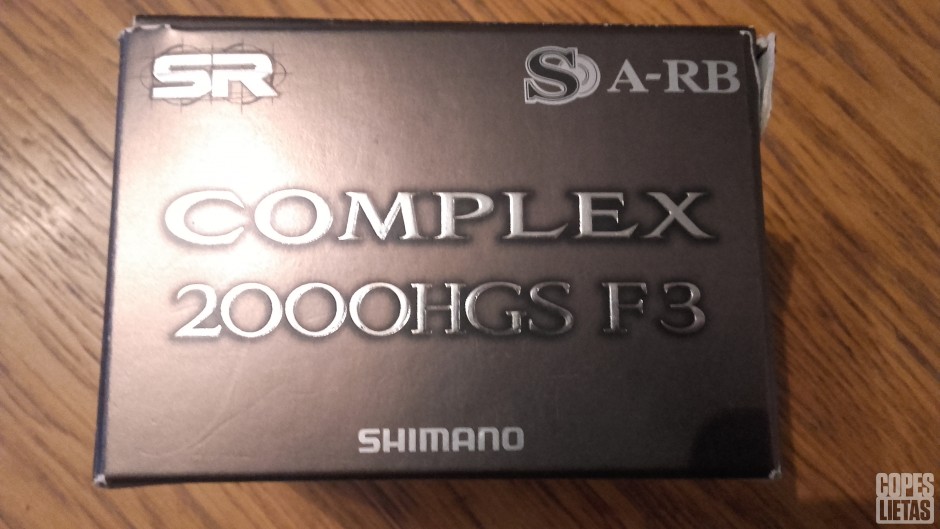 SR
S A-RB
COMPLEX
2000HGS F3
SHIMANO
COPES
LIETAS